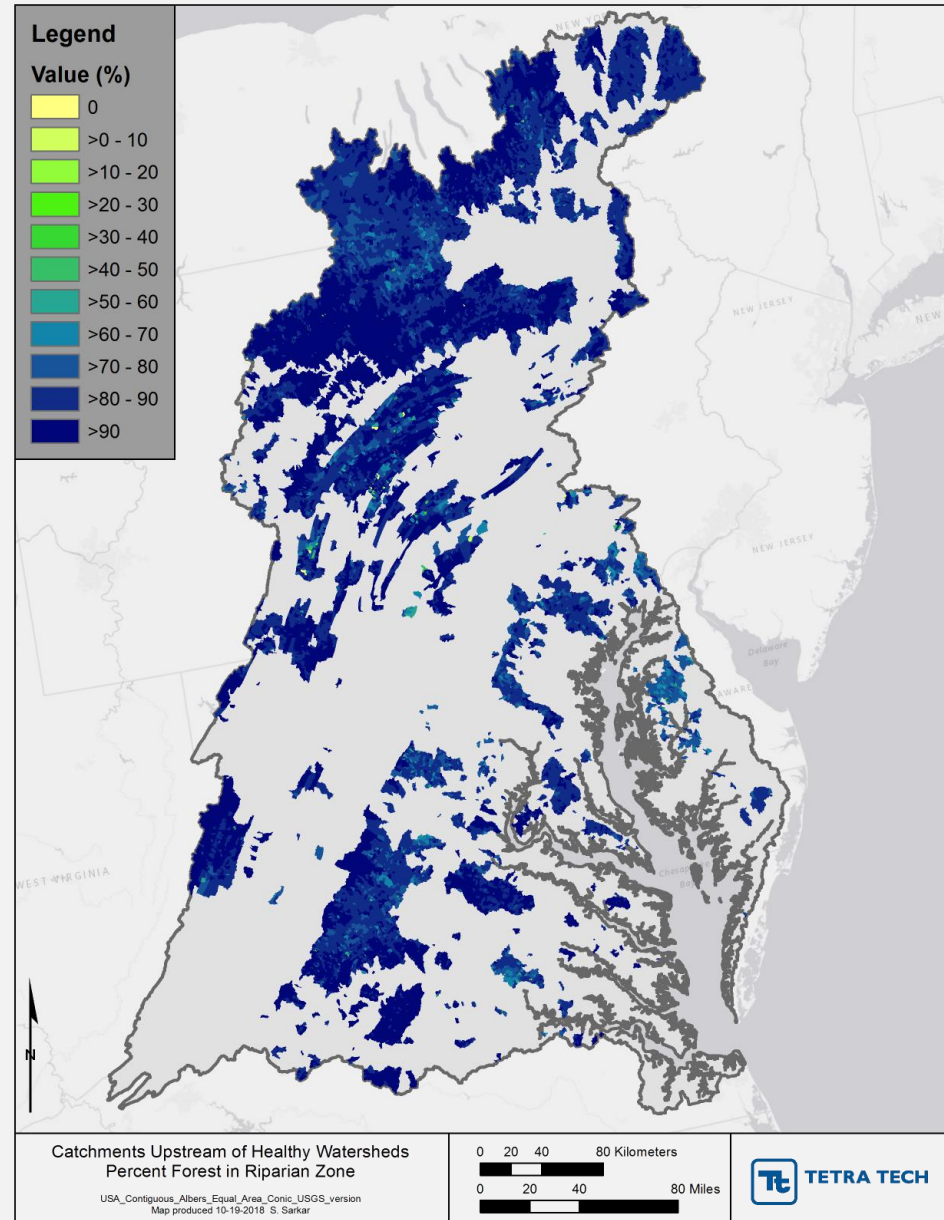 Legend
Value (%)
0
>0 - 10
>10 - 20
>20 - 30
>30 - 40
>40 - 50
>50 - 60
>60 - 70
>70 - 80
>80 - 90
>90
NEW YORK
NEW JERSEY
NEW
NEW JERSEY
Delaware
Bay
AWARE
WEST VIRGINIA
Chesapeake
Bay
N
Catchments Upstream of Healthy Watersheds
Percent Forest in Riparian Zone
USA_Contiguous_Albers_Equal_Area_Conic_USGS_version
Map produced 10-19-2018 S. Sarkar
0 20 40 80 Kilometers
0 20 40 80 Miles
Tt TETRA TECH